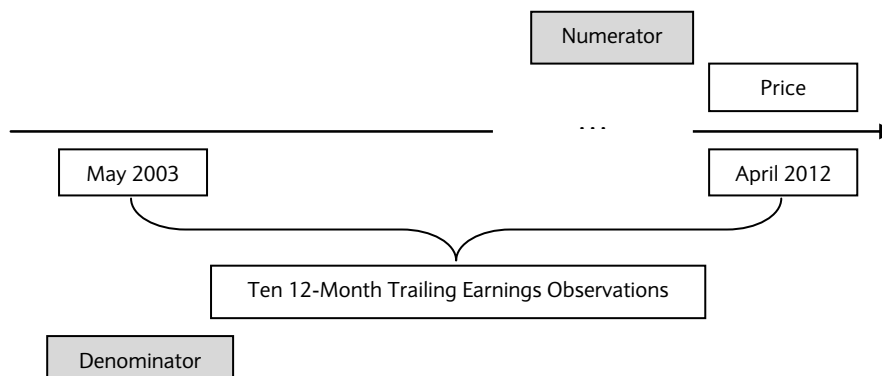 Numerator
Price
...
May 2003
April 2012
Ten 12-Month Trailing Earnings Observations
Denominator